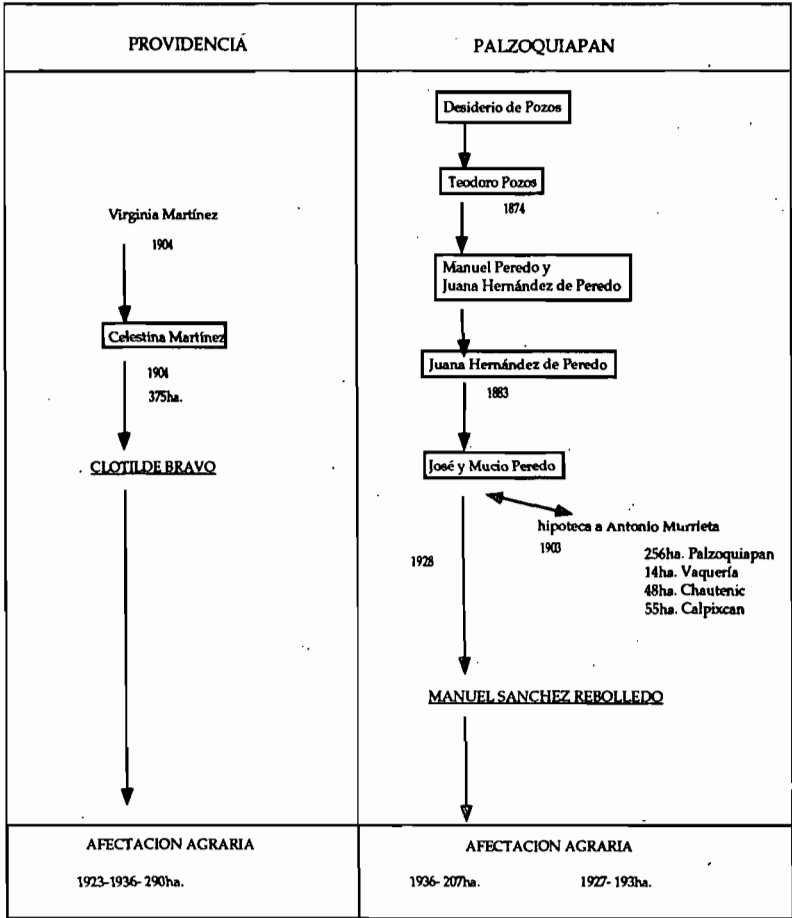 PROVIDENCIÁ
Virginia Martínez
1904
Celestina Martínez
1904
375ha.
CLOTILDE BRAVO
AFECTACION AGRARIA
1923-1936-290ha.
PALZOQUIAPAN
Desiderio de Pozos
Teodoro Pozos
1874
Manuel Peredo y
Juana Hernández de Peredo
Juana Hernández de Peredo
1883
José y Mucio Peredo
hipoteca a Antonio Murrieta
1903
256ha. Palzoquiapan
14ha. Vaquería
48ha. Chautenic
55ha. Calpixcan
1928
MANUEL SANCHEZ REBOLLEDO
AFECTACION AGRARIA
1936-207ha. 1927-193ha.